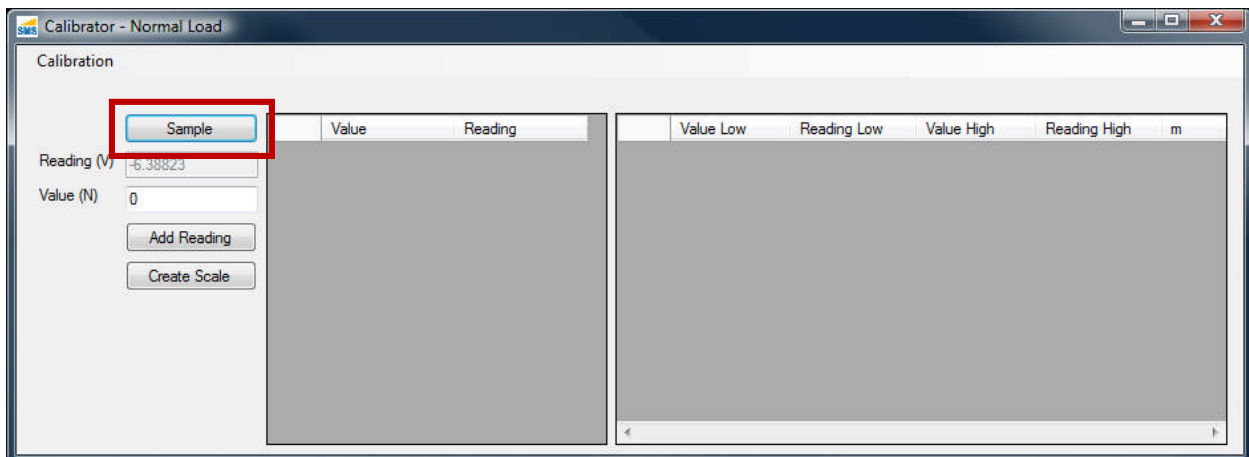 SMS Calibrator - Normal Load
Calibration
Sample
Reading (V) -6.38823
Value (N) 0
Add Reading
Create Scale
Value Reading
Value Low Reading Low Value High Reading High m